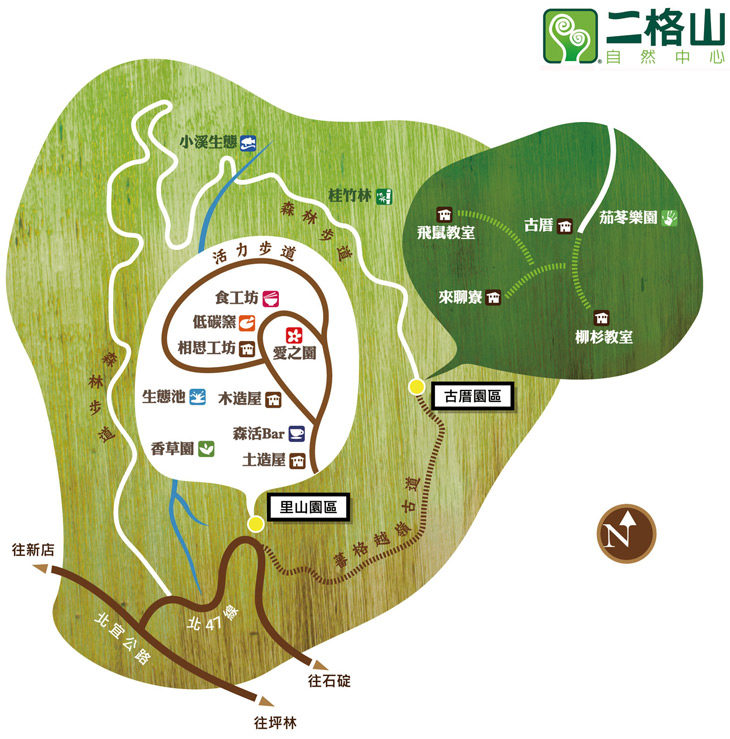 二格山
自然中心
®
小溪生態
桂竹林
森林步道
飛鼠教室
古厝
茄苳樂園
來聊寮
柳杉教室
活力步道
食工坊
低碳窯
相思工坊
愛之園
生態池
木造屋
森活Bar
香草園
土造屋
森林步道
古厝園區
里山園區
蕃格越嶺古道
N
往新店
北宜公路
北47線
往石碇
往坪林